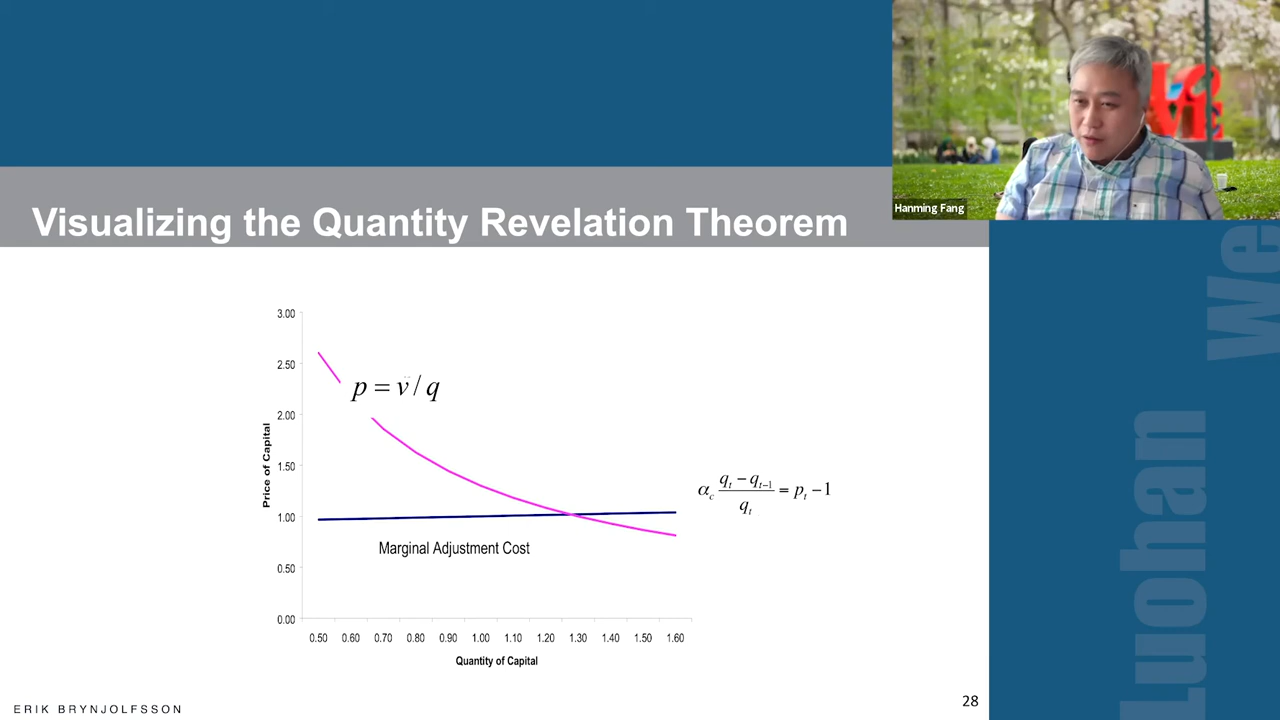 Hanming Fang
Visualizing the Quantity Revelation Theorem
3.00
2.50
2.00
1.50
1.00
0.50
0.00
Price of Capital
p = v / q
α_c (q_t − q_{t−1}) / q_t = p_t − 1
Marginal Adjustment Cost
0.50 0.60 0.70 0.80 0.90 1.00 1.10 1.20 1.30 1.40 1.50 1.60
Quantity of Capital
28
ERIK BRYNJOLFSSON
Luohan
We